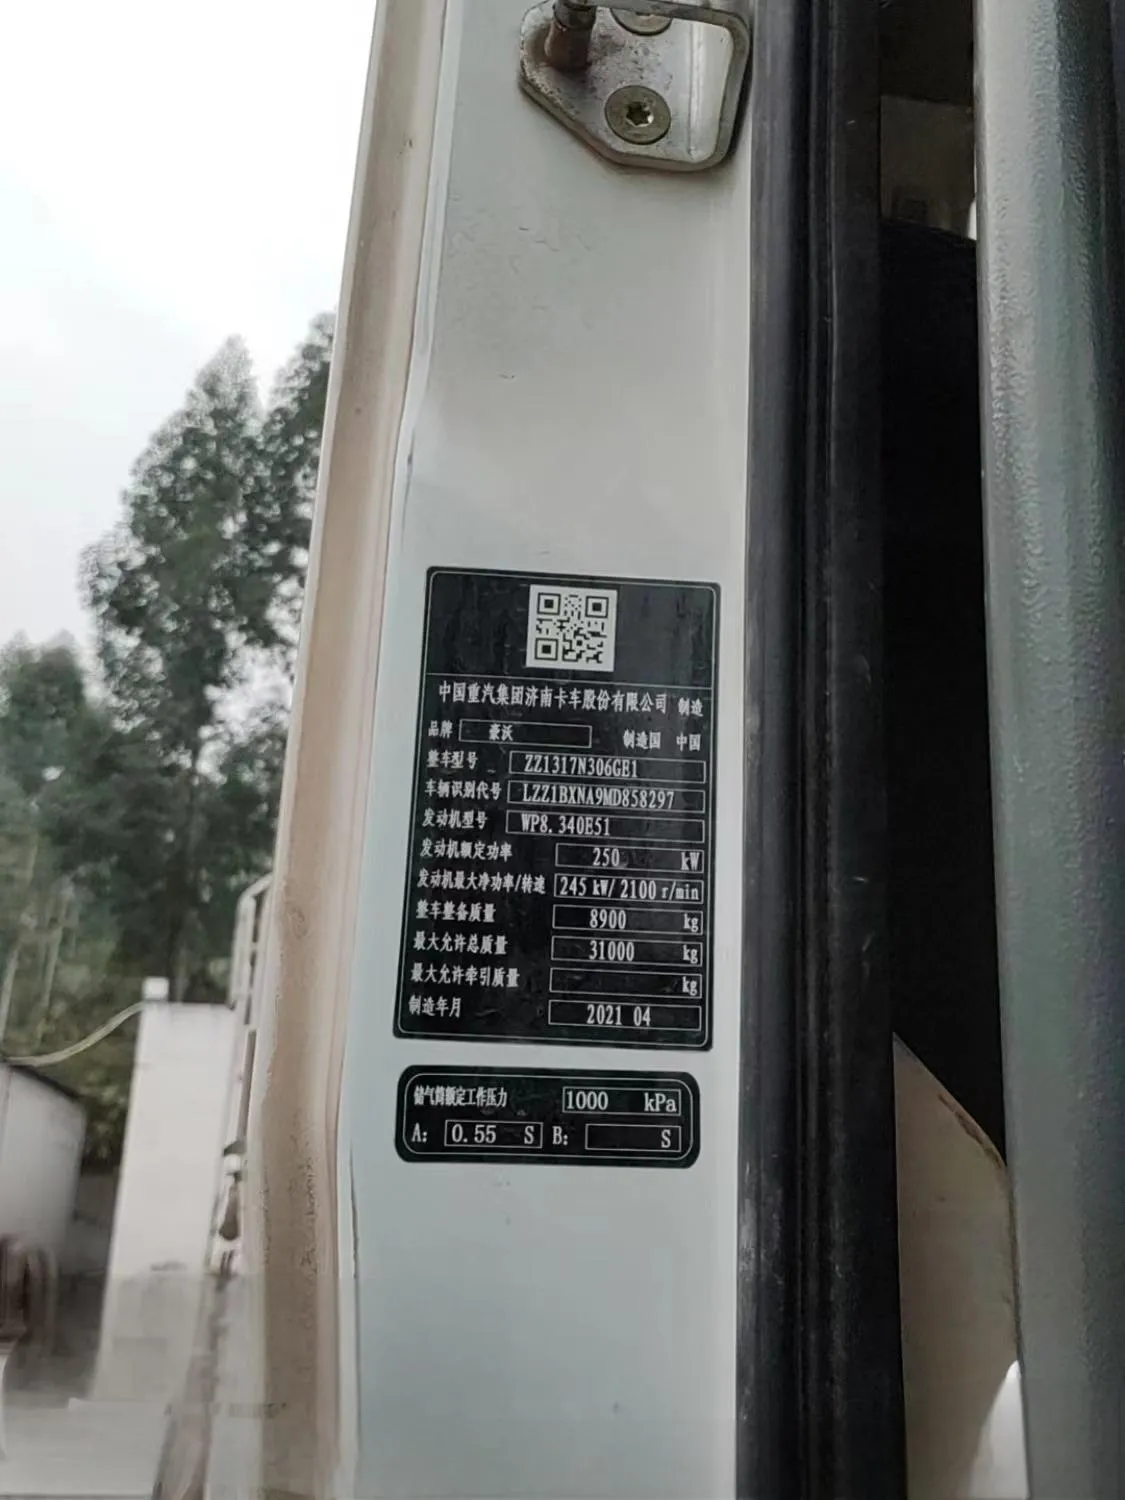 中国重汽集团济南卡车股份有限公司 制造
品牌 豪沃 制造国 中国
整车型号 ZZ1317N306GE1
车辆识别代号 LZZ1BXNA9MD858297
发动机型号 WP8.340E51
发动机额定功率 250 kW
发动机最大净功率/转速 245 kW/2100 r/min
整车整备质量 8900 kg
最大允许总质量 31000 kg
最大允许牵引质量 kg
制造年月 2021 04
储气筒额定工作压力 1000 kPa
A: 0.55 S B: S